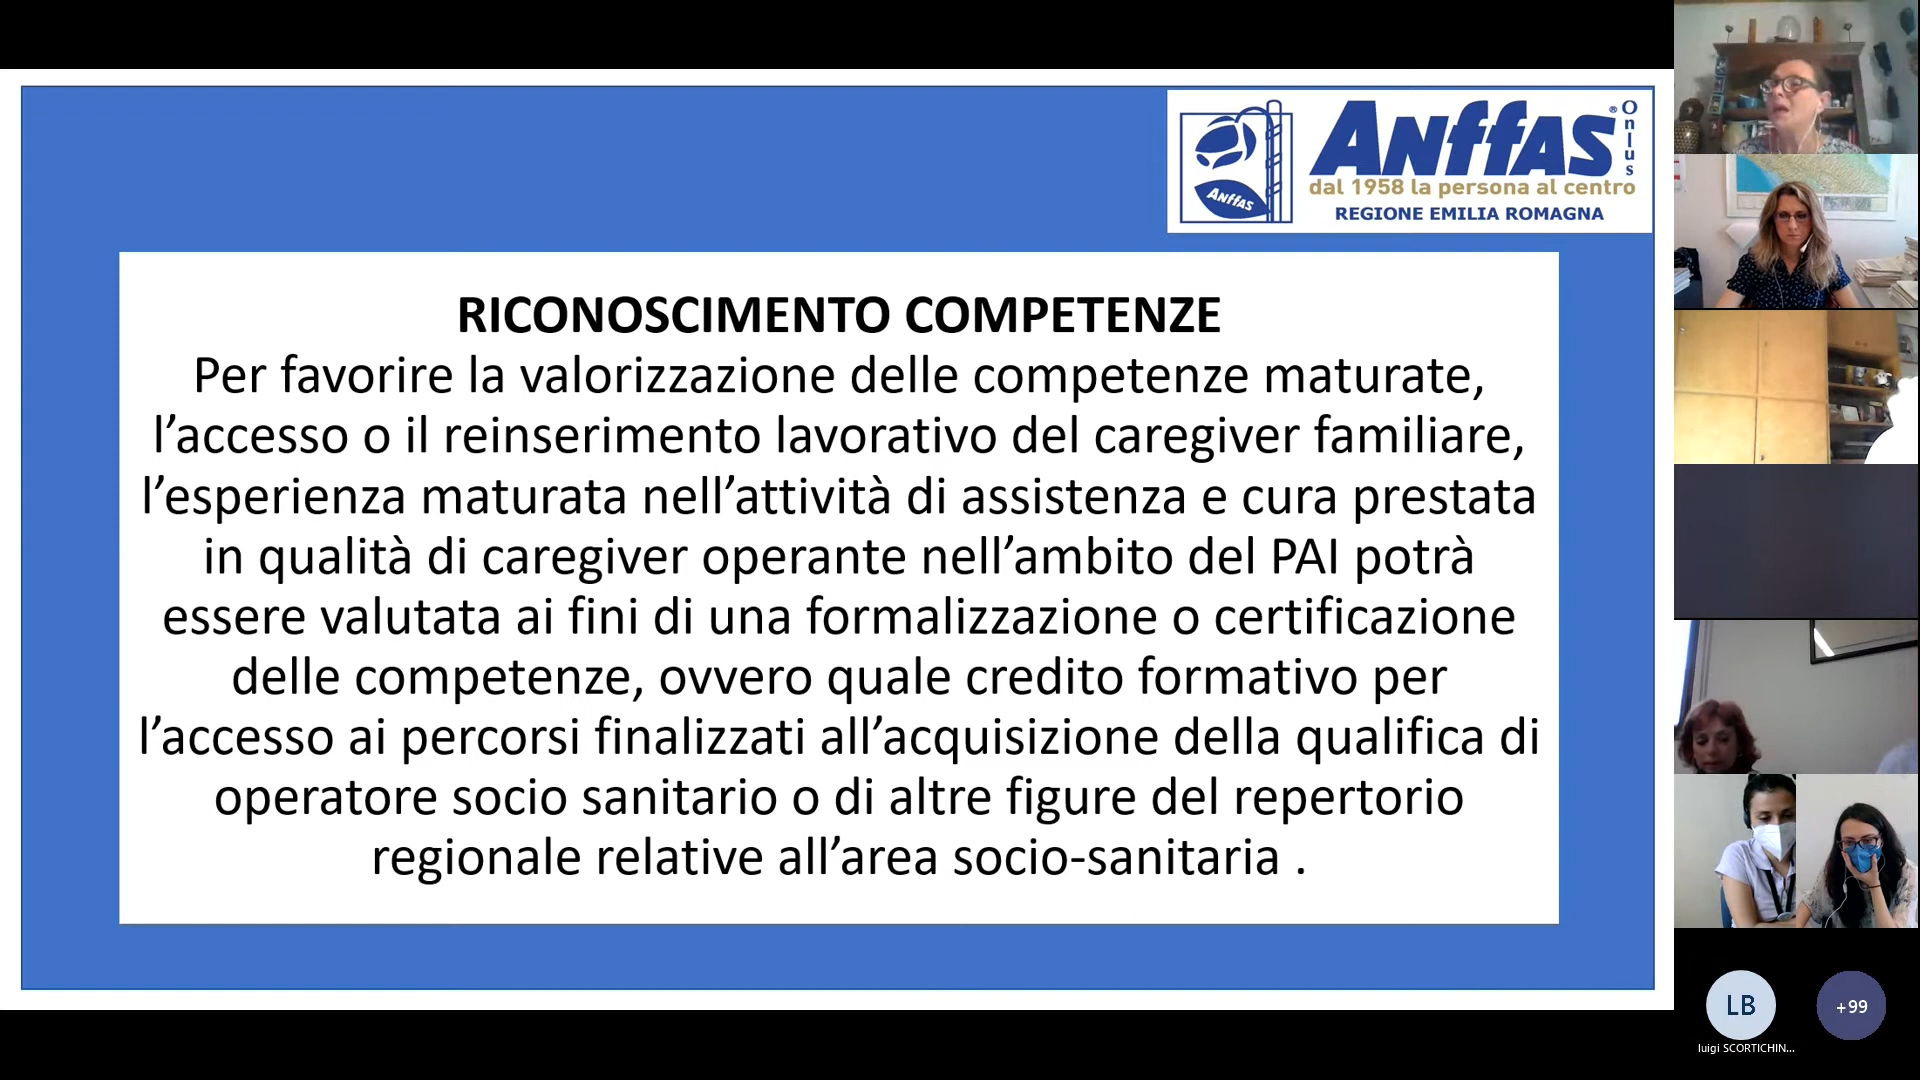 Anffas
Anffas® Onlus
dal 1958 la persona al centro
REGIONE EMILIA ROMAGNA
RICONOSCIMENTO COMPETENZE
Per favorire la valorizzazione delle competenze maturate,
l’accesso o il reinserimento lavorativo del caregiver familiare,
l’esperienza maturata nell’attività di assistenza e cura prestata
in qualità di caregiver operante nell’ambito del PAI potrà
essere valutata ai fini di una formalizzazione o certificazione
delle competenze, ovvero quale credito formativo per
l’accesso ai percorsi finalizzati all’acquisizione della qualifica di
operatore socio sanitario o di altre figure del repertorio
regionale relative all’area socio-sanitaria .
LB
+99
luigi SCORTICHIN...